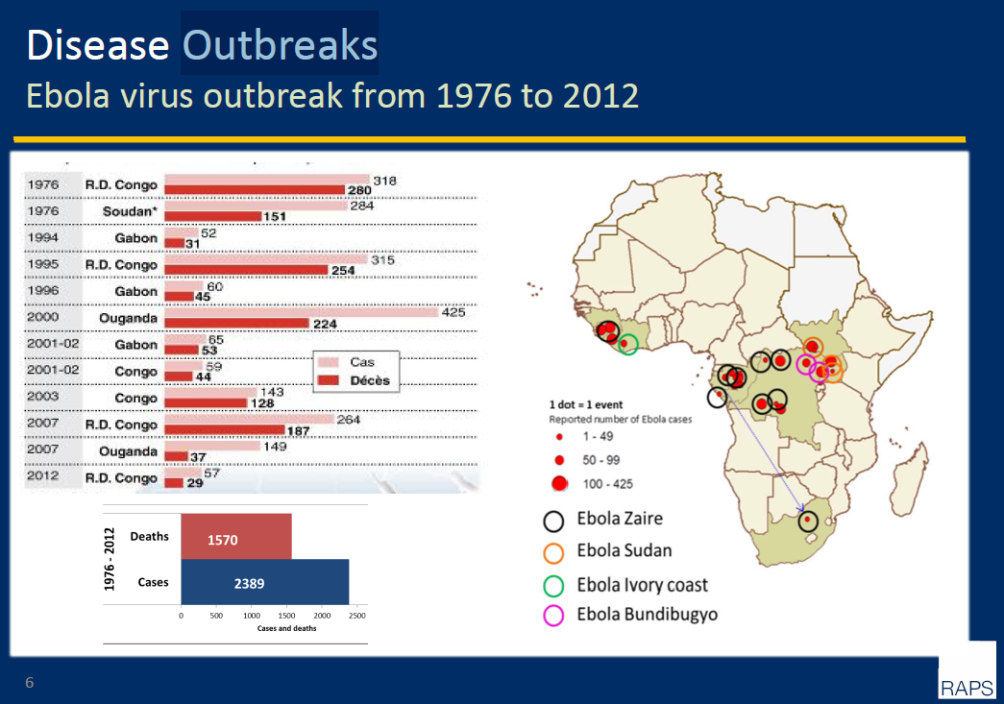 Disease Outbreaks
Ebola virus outbreak from 1976 to 2012
1976 R.D. Congo 318
280
1976 Soudan* 284
151
1994 Gabon 52
31
1995 R.D. Congo 315
254
1996 Gabon 60
45
2000 Ouganda 425
224
2001-02 Gabon 65
53
2001-02 Congo 59
44
2003 Congo 143
128
2007 R.D. Congo 264
187
2007 Ouganda 149
37
2012 R.D. Congo 57
29
Cas
Décès
1976 - 2012
Deaths 1570
Cases 2389
0 500 1000 1500 2000 2500
Cases and deaths
1 dot = 1 event
Reported number of Ebola cases
1 - 49
50 - 99
100 - 425
Ebola Zaire
Ebola Sudan
Ebola Ivory coast
Ebola Bundibugyo
6
RAPS